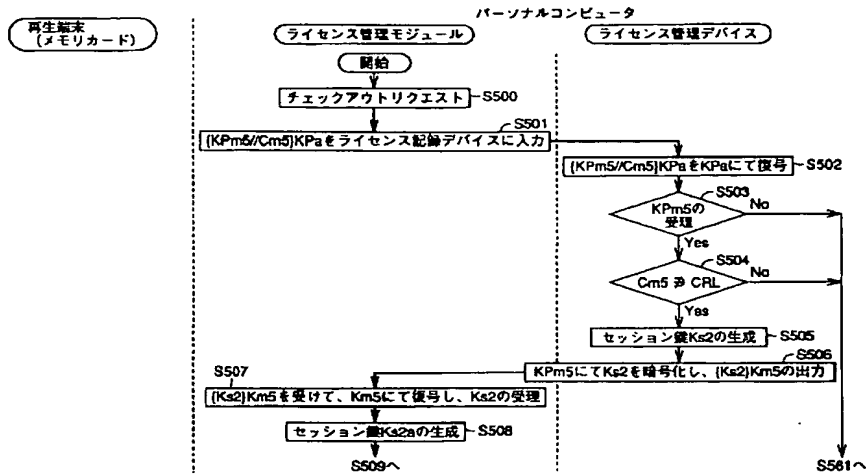 パーソナルコンピュータ
再生端末
(メモリカード)
ライセンス管理モジュール
ライセンス管理デバイス
開始
チェックアウトリクエスト
S500
S501
{KPm5//Cm5}KPaをライセンス記録デバイスに入力
{KPm5//Cm5}KPaをKPaにて復号
S502
S503
KPm5の
受理
No
Yes
S504
Cm5 ∌ CRL
No
Yes
セッション鍵Ks2の生成
S505
S506
KPm5にてKs2を暗号化し、{Ks2}Km5の出力
S507
{Ks2}Km5を受けて、Km5にて復号し、Ks2の受理
セッション鍵Ks2aの生成
S508
S509へ
S561へ